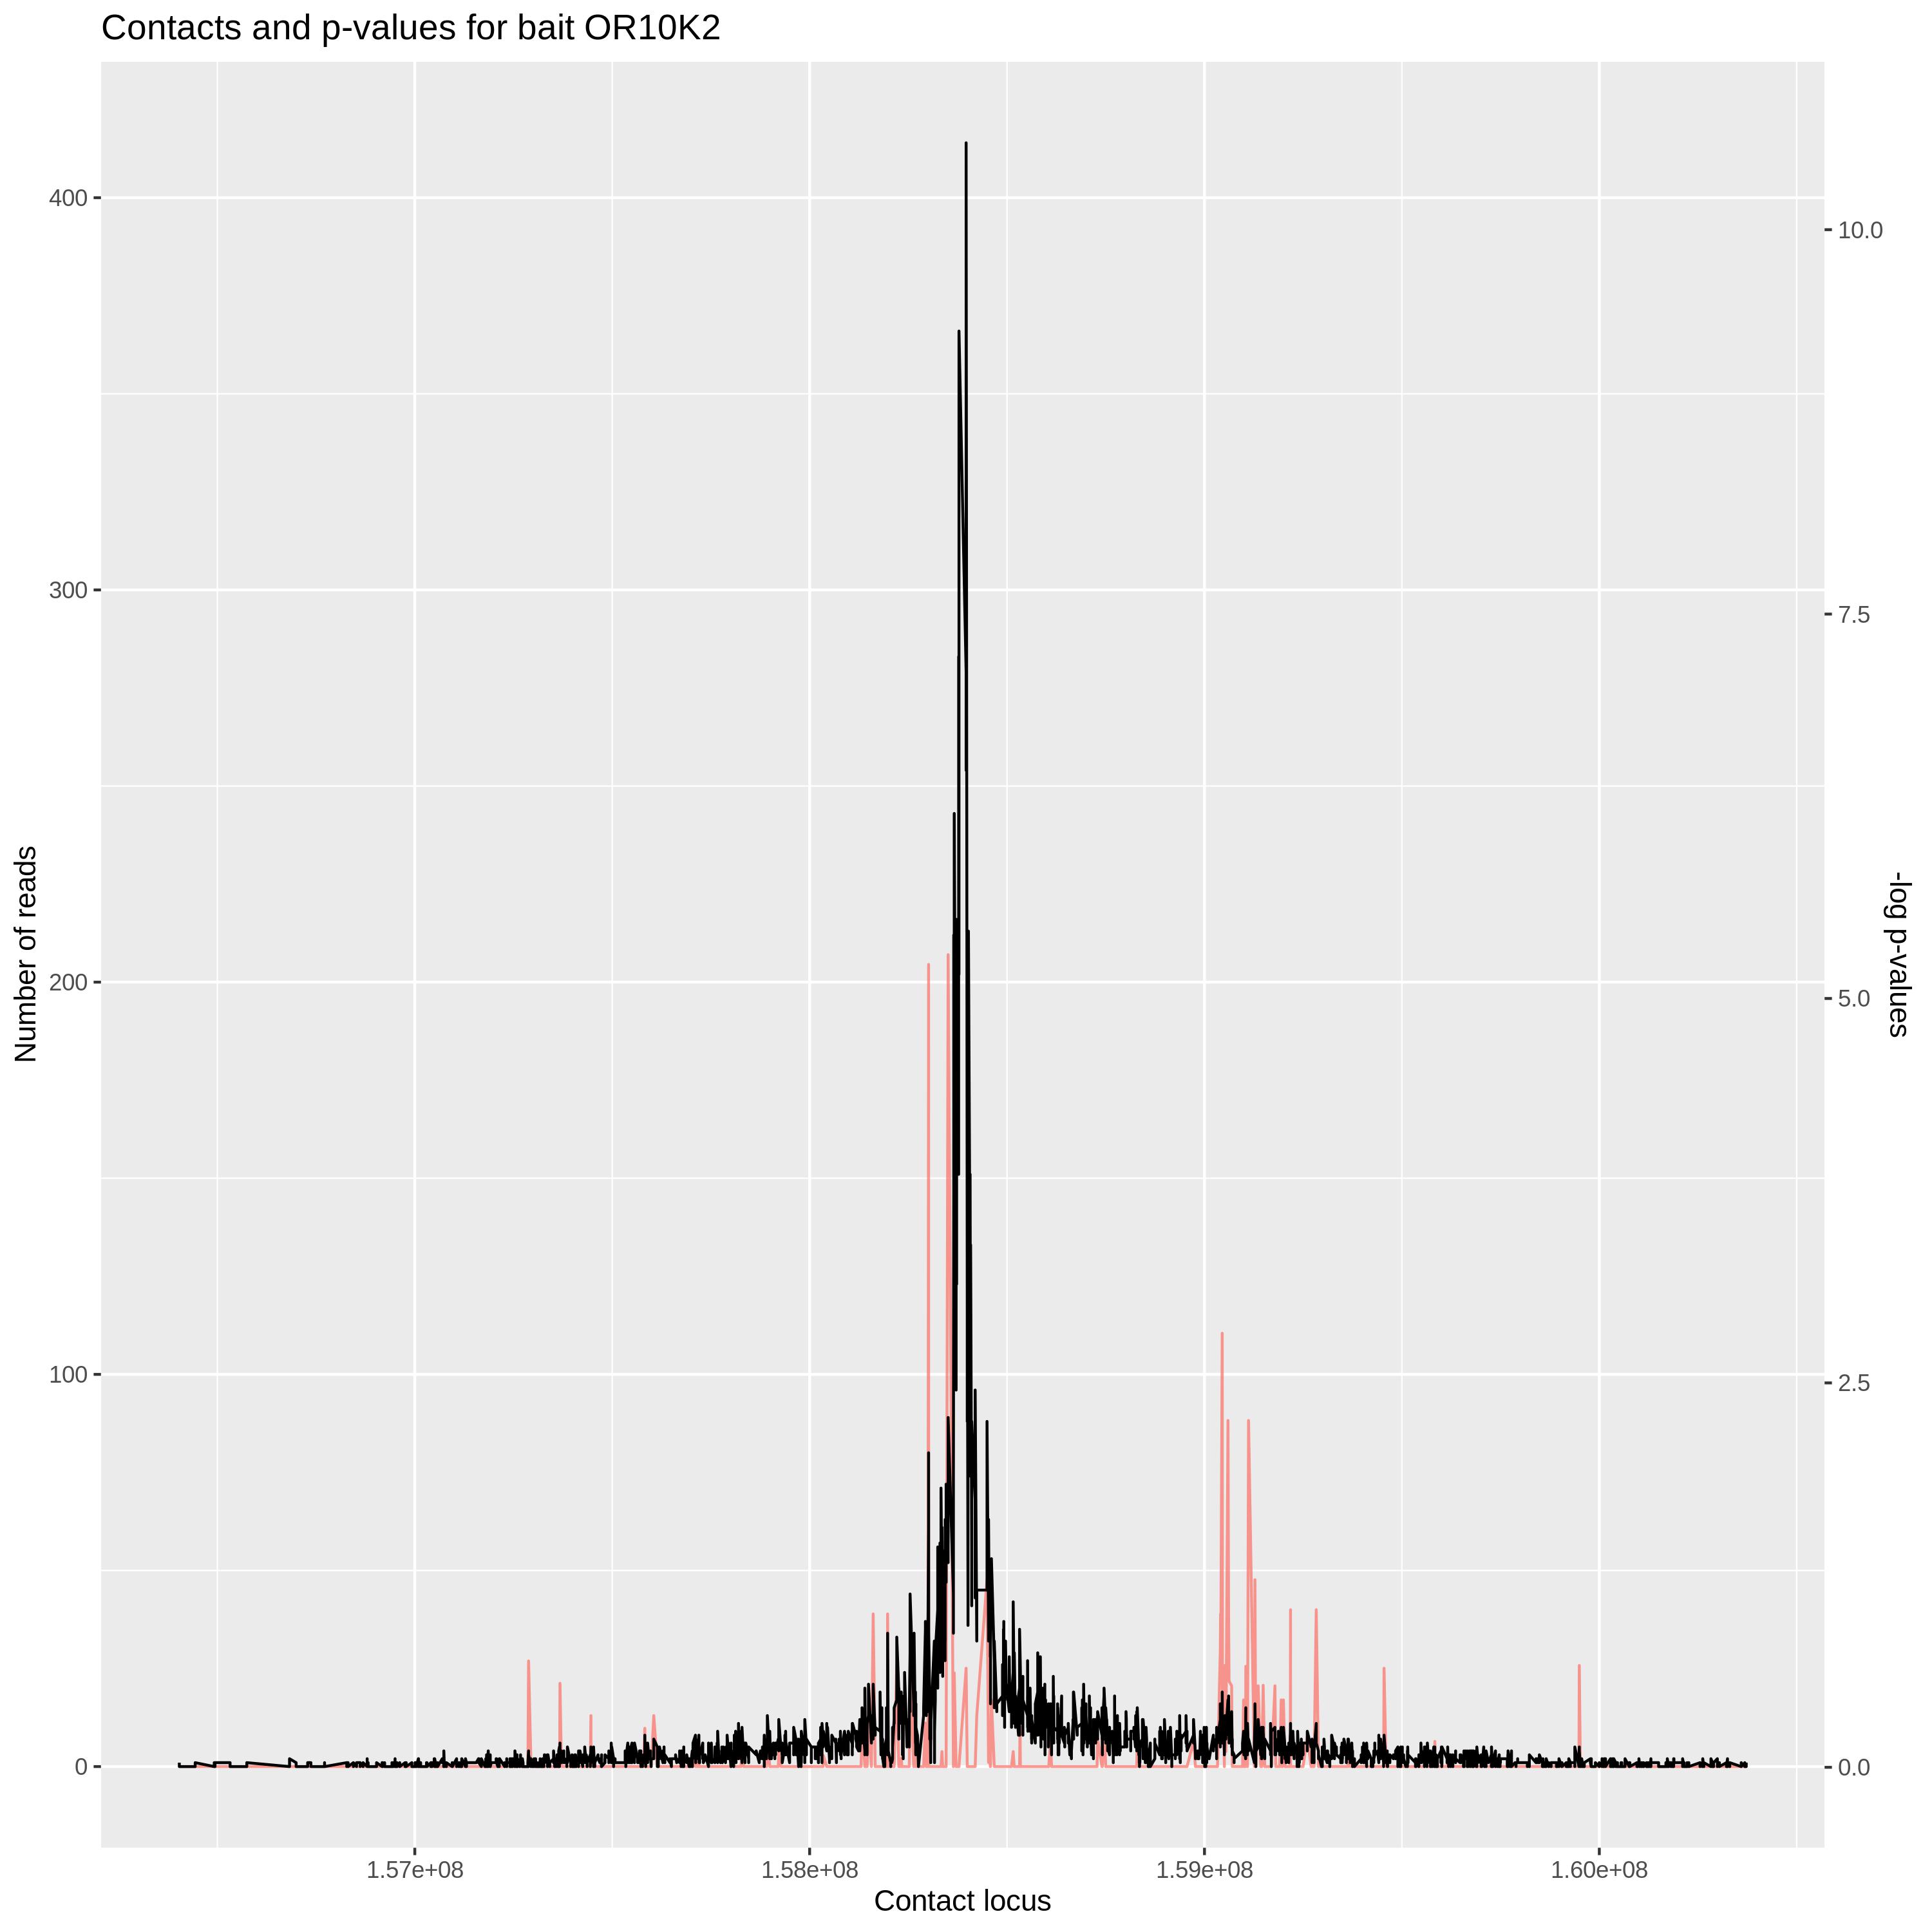 Contacts and p-values for bait OR10K2
400
300
200
100
0
10.0
7.5
5.0
2.5
0.0
Number of reads
-log p-values
1.57e+08
1.58e+08
1.59e+08
1.60e+08
Contact locus